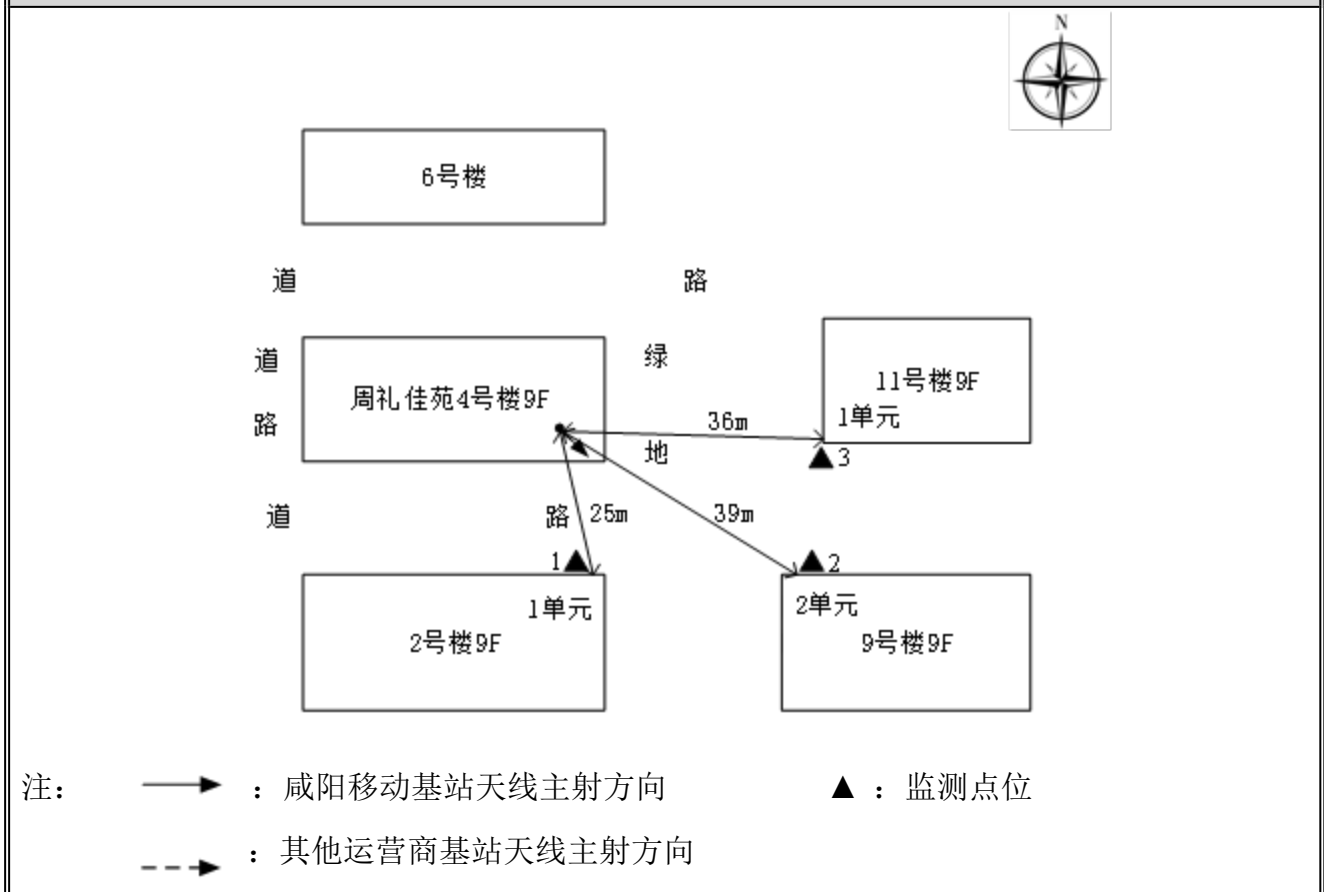 N
6号楼
道 路
道 绿
11号楼9F
周礼佳苑4号楼9F
1单元
路 36m
地
3
道 路 25m 39m
1 2
1单元 2单元
2号楼9F 9号楼9F
注： ：咸阳移动基站天线主射方向 ▲ ：监测点位
：其他运营商基站天线主射方向